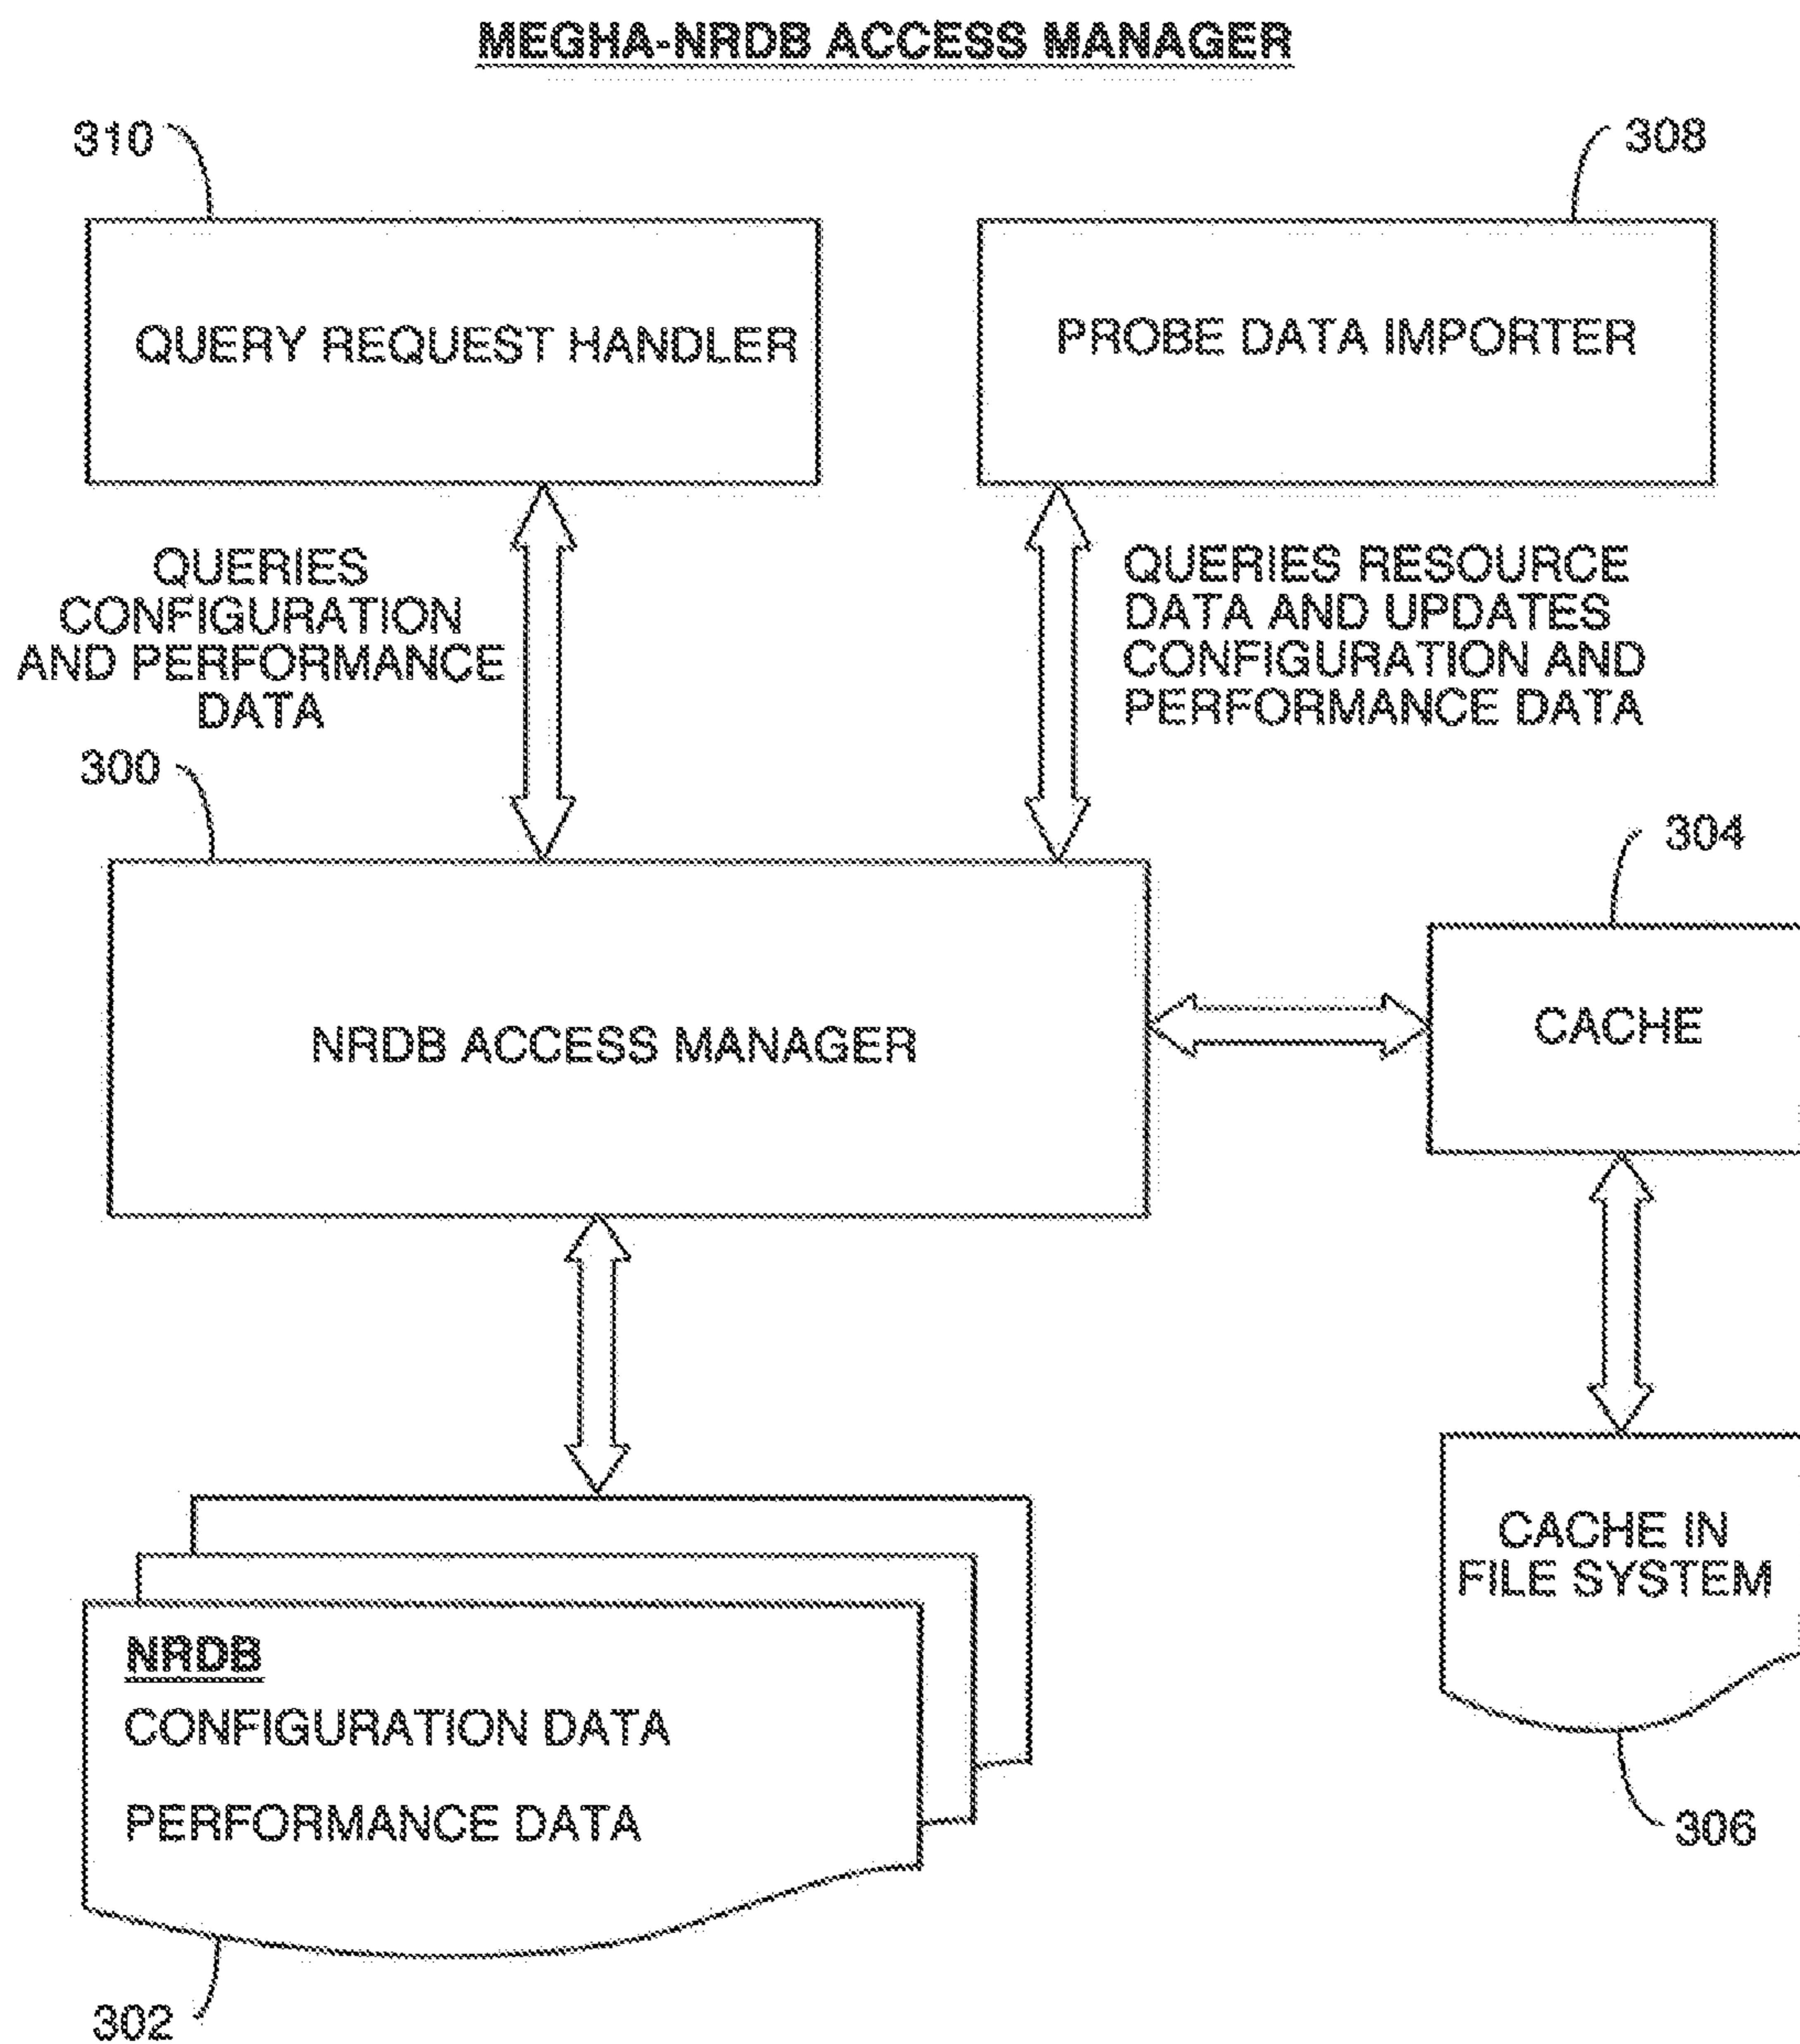 MEGHA-NRDB ACCESS MANAGER
310
308
QUERY REQUEST HANDLER
PROBE DATA IMPORTER
QUERIES
CONFIGURATION
AND PERFORMANCE
DATA
QUERIES RESOURCE
DATA AND UPDATES
CONFIGURATION AND
PERFORMANCE DATA
300
304
NRDB ACCESS MANAGER
CACHE
CACHE IN
FILE SYSTEM
NRDB
CONFIGURATION DATA
PERFORMANCE DATA
306
302